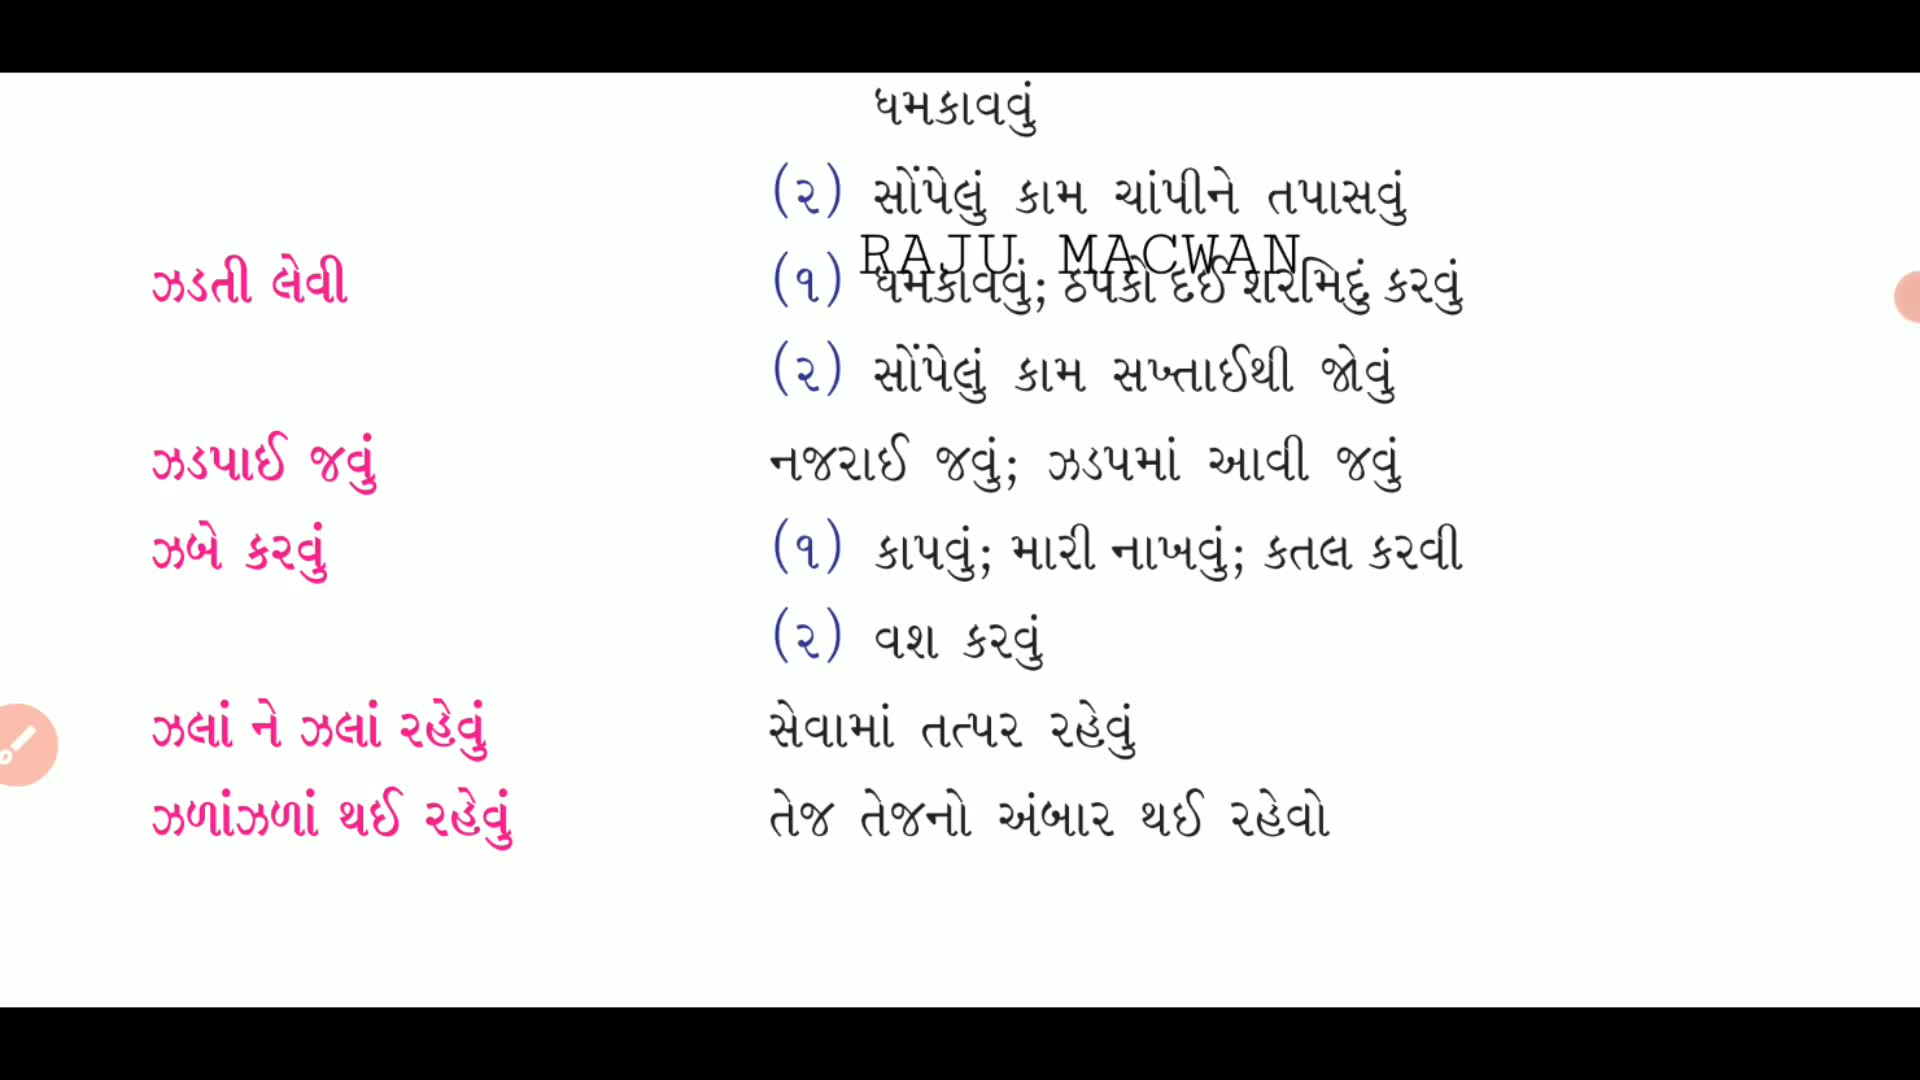 ધમકાવવું
(૨) સોંપેલું કામ ચાંપીને તપાસવું
RAJU MACWAN
ઝડતી લેવી (૧) ધમકાવવું; ઠપકો દઈ શરમિદું કરવું
(૨) સોંપેલું કામ સખ્તાઈથી જોવું
ઝડપાઈ જવું નજરાઈ જવું; ઝડપમાં આવી જવું
ઝબે કરવું (૧) કાપવું; મારી નાખવું; કતલ કરવી
(૨) વશ કરવું
ઝલાં ને ઝલાં રહેવું સેવામાં તત્પર રહેવું
ઝળાંઝળાં થઈ રહેવું તેજ તેજનો અંબાર થઈ રહેવો